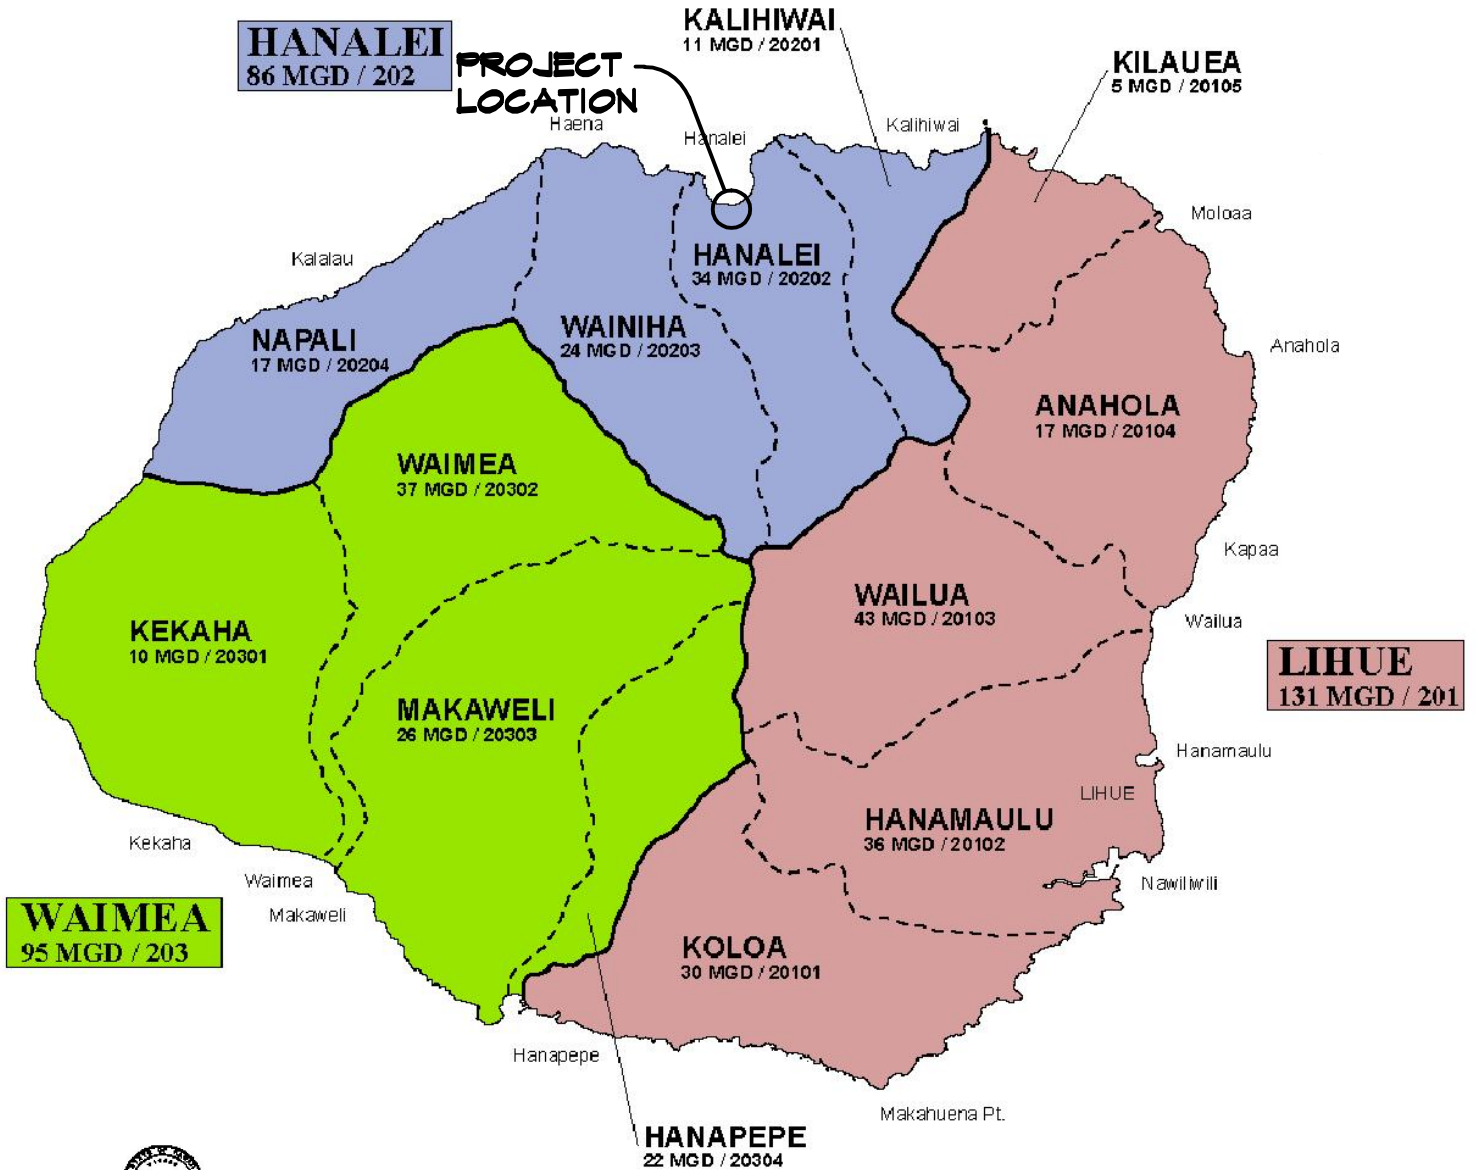 KALIHIWAI
11 MGD / 20201
HANALEI
86 MGD / 202
PROJECT
LOCATION
KILAUEA
5 MGD / 20105
Haena
Hanalei
Kalihiwai
Moloaa
Kalalau
HANALEI
34 MGD / 20202
NAPALI
17 MGD / 20204
WAINIHA
24 MGD / 20203
Anahola
ANAHOLA
17 MGD / 20104
WAIMEA
37 MGD / 20302
Kapaa
WAILUA
43 MGD / 20103
Wailua
KEKAHA
10 MGD / 20301
LIHUE
131 MGD / 201
MAKAWELI
26 MGD / 20303
Hanamaulu
LIHUE
HANAMAULU
36 MGD / 20102
Kekaha
Waimea
Nawiliwili
Makaweli
WAIMEA
95 MGD / 203
KOLOA
30 MGD / 20101
Hanapepe
Makahuena Pt.
HANAPEPE
22 MGD / 20304